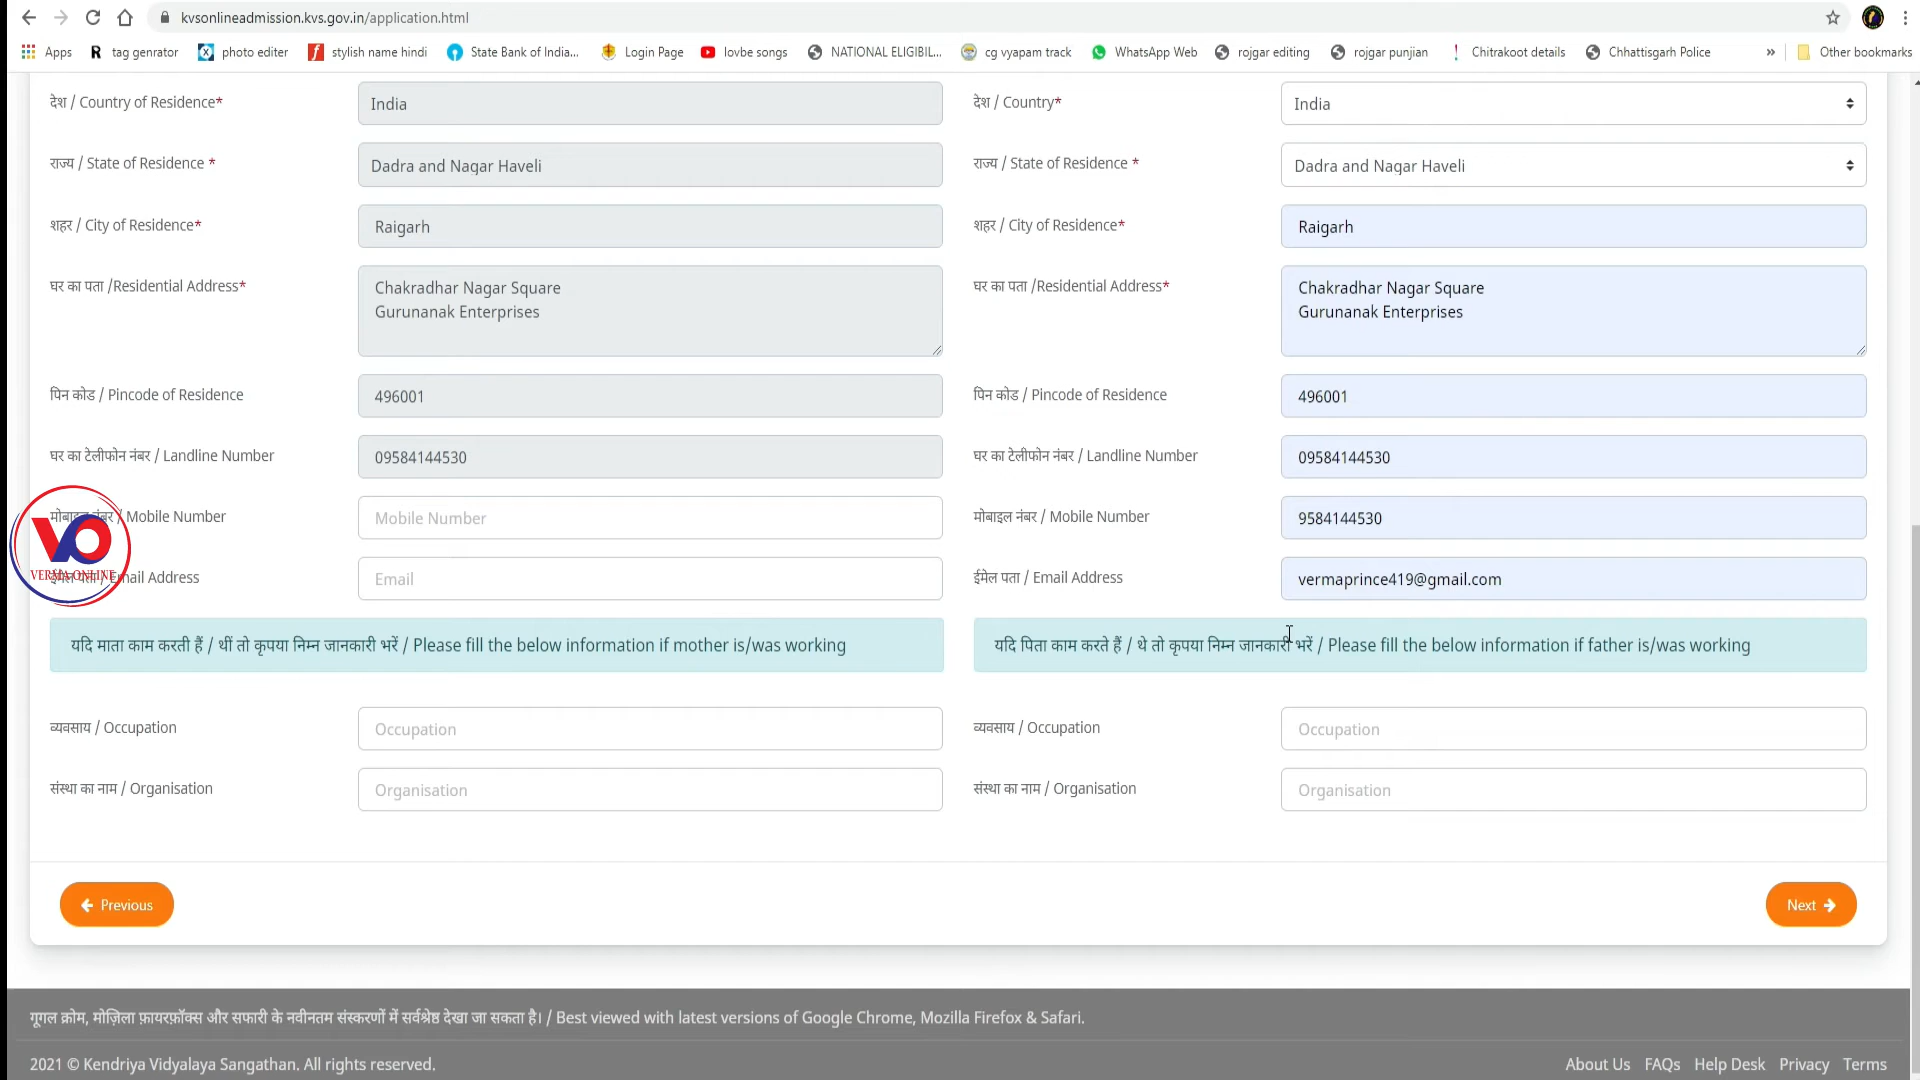 kvsonlineadmission.kvs.gov.in/application.html
Apps R tag genrator photo editer stylish name hindi State Bank of India... Login Page lovbe songs NATIONAL ELIGIBIL... cg vyapam track WhatsApp Web rojgar editing rojgar punjian Chitrakoot details Chhattisgarh Police » Other bookmarks
देश / Country of Residence* India देश / Country* India
राज्य / State of Residence * Dadra and Nagar Haveli राज्य / State of Residence * Dadra and Nagar Haveli
शहर / City of Residence* Raigarh शहर / City of Residence* Raigarh
घर का पता /Residential Address* Chakradhar Nagar Square घर का पता /Residential Address* Chakradhar Nagar Square
Gurunanak Enterprises Gurunanak Enterprises
पिन कोड / Pincode of Residence 496001 पिन कोड / Pincode of Residence 496001
घर का टेलीफोन नंबर / Landline Number 09584144530 घर का टेलीफोन नंबर / Landline Number 09584144530
मोबाइल नंबर / Mobile Number Mobile Number मोबाइल नंबर / Mobile Number 9584144530
VO
VERMA ONLINE
ईमेल पता / Email Address Email ईमेल पता / Email Address vermaprince419@gmail.com
यदि माता काम करती हैं / थीं तो कृपया निम्न जानकारी भरें / Please fill the below information if mother is/was working यदि पिता काम करते हैं / थे तो कृपया निम्न जानकारी भरें / Please fill the below information if father is/was working
व्यवसाय / Occupation Occupation व्यवसाय / Occupation Occupation
संस्था का नाम / Organisation Organisation संस्था का नाम / Organisation Organisation
Previous Next
गूगल क्रोम, मोज़िला फ़ायरफ़ॉक्स और सफारी के नवीनतम संस्करणों में सर्वश्रेष्ठ देखा जा सकता है। / Best viewed with latest versions of Google Chrome, Mozilla Firefox & Safari.
2021 © Kendriya Vidyalaya Sangathan. All rights reserved. About Us FAQs Help Desk Privacy Terms